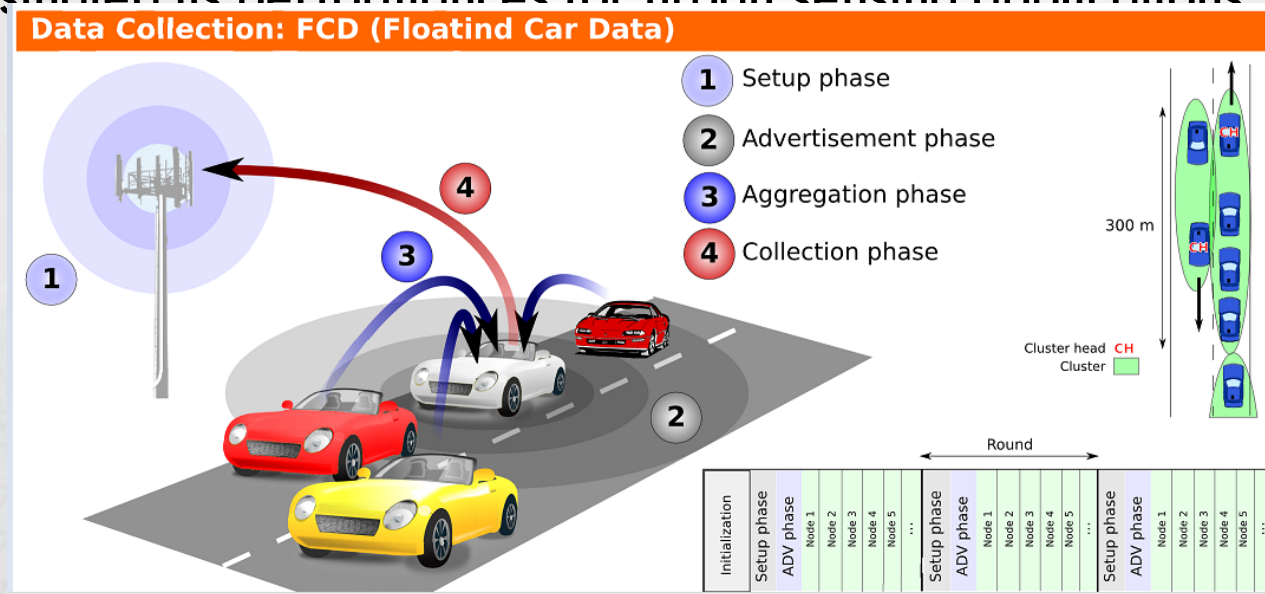 Data Collection: FCD (Floatind Car Data)
1 Setup phase
2 Advertisement phase
3 Aggregation phase
4 Collection phase
4
3
1
2
CH
300 m
CH
Cluster head CH
Cluster
Round
Initialization
Setup phase
ADV phase
Node 1
Node 2
Node 3
Node 4
Node 5
...
Setup phase
ADV phase
Node 1
Node 2
Node 3
Node 4
Node 5
...
Setup phase
ADV phase
Node 1
Node 2
Node 3
Node 4
Node 5
...